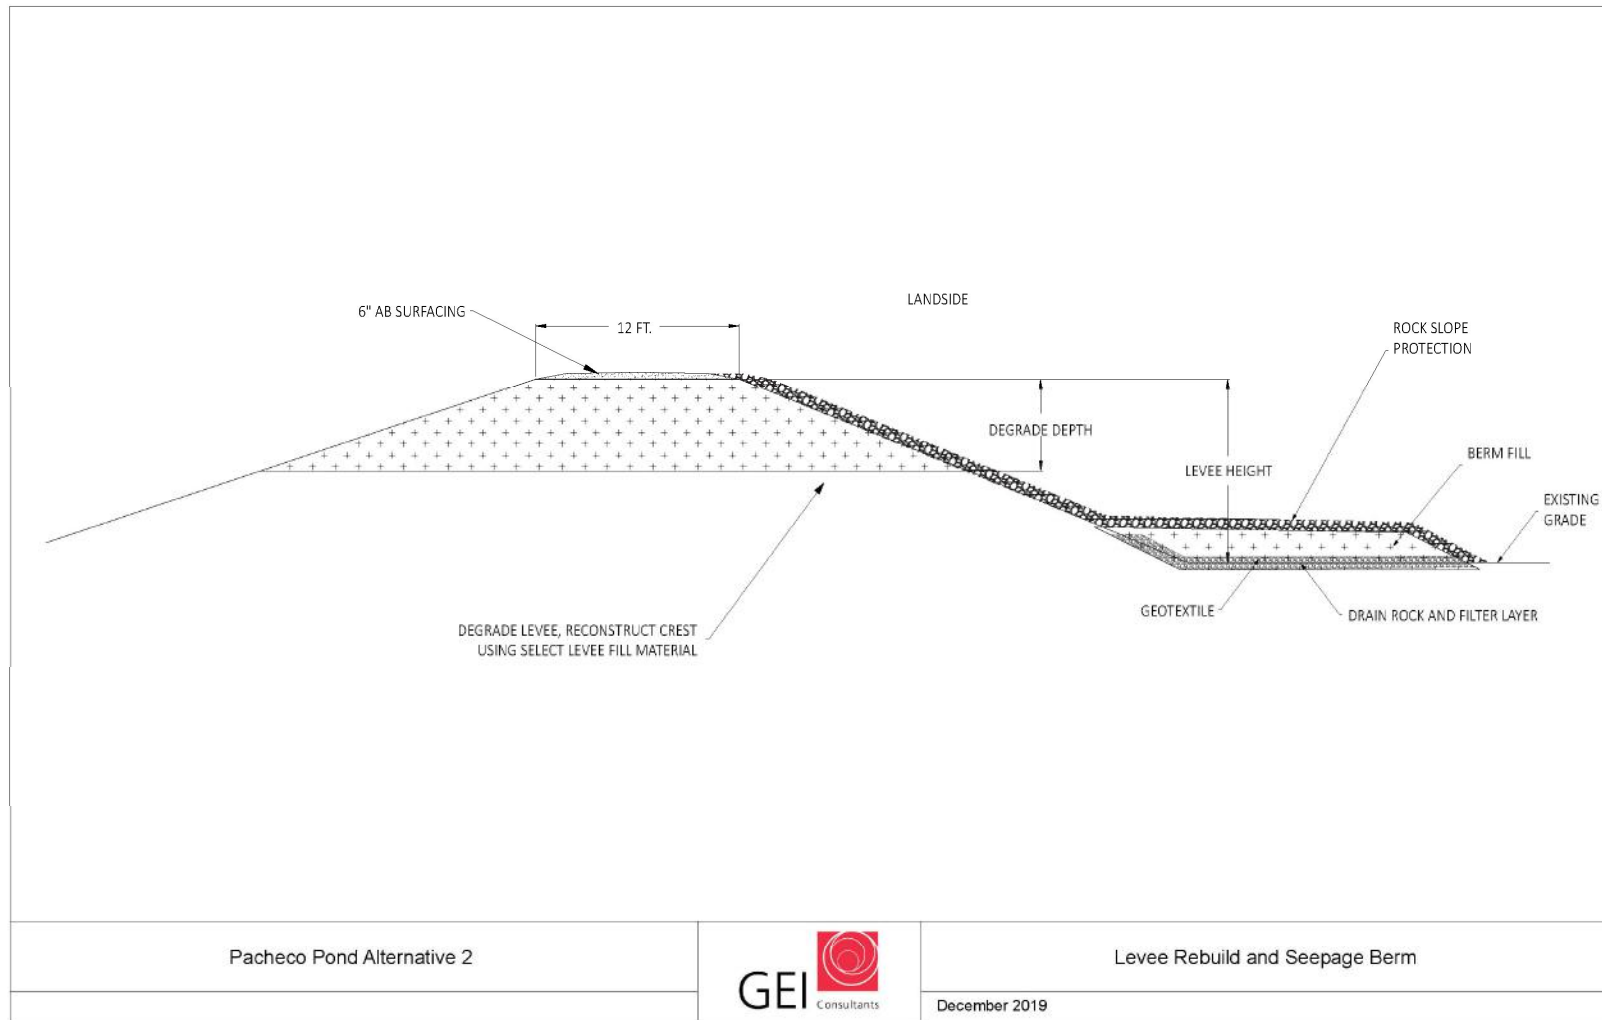 LANDSIDE
6" AB SURFACING
12 FT.
ROCK SLOPE
PROTECTION
DEGRADE DEPTH
BERM FILL
LEVEE HEIGHT
EXISTING
GRADE
GEOTEXTILE
DRAIN ROCK AND FILTER LAYER
DEGRADE LEVEE, RECONSTRUCT CREST
USING SELECT LEVEE FILL MATERIAL
Pacheco Pond Alternative 2
GEI Consultants
Levee Rebuild and Seepage Berm
December 2019